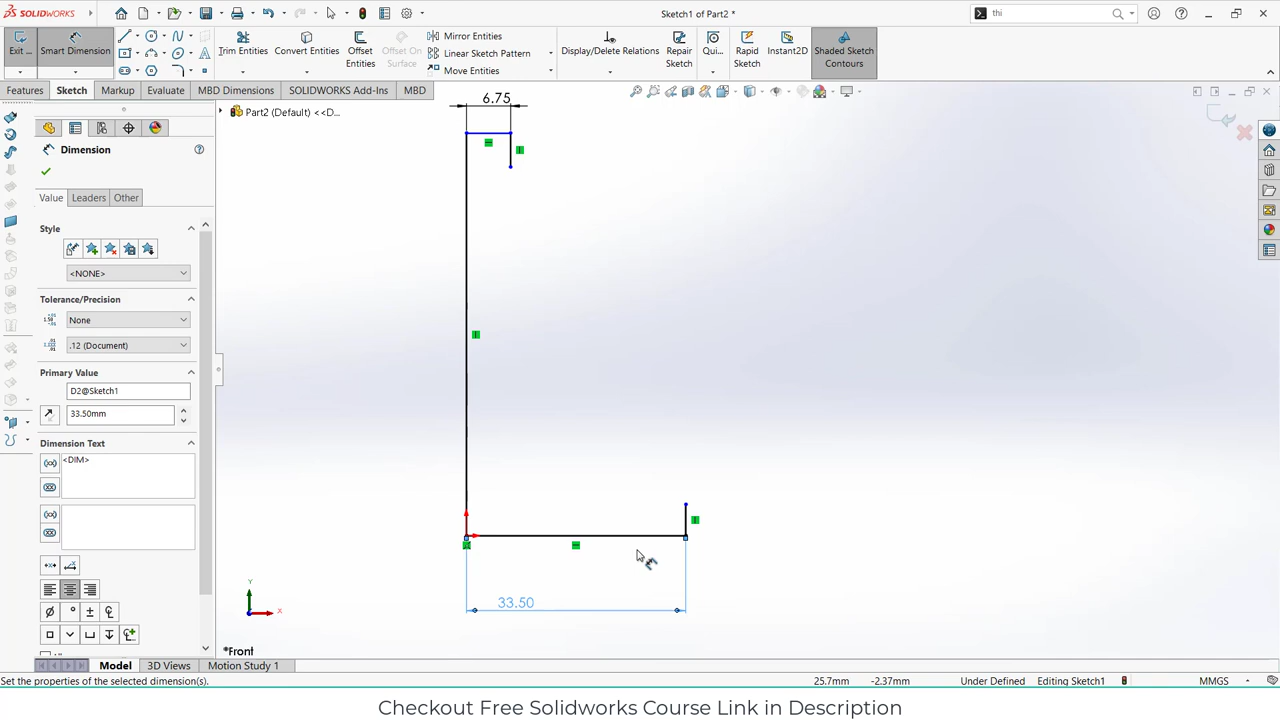 SOLIDWORKS
Sketch1 of Part2 *
thi
Exit ...
Smart Dimension
Trim Entities
Convert Entities
Offset
Entities
Offset On
Surface
Mirror Entities
Linear Sketch Pattern
Move Entities
Display/Delete Relations
Repair
Sketch
Qui...
Rapid
Sketch
Instant2D
Shaded Sketch
Contours
Features
Sketch
Markup
Evaluate
MBD Dimensions
SOLIDWORKS Add-Ins
MBD
Part2 (Default) <<D...
Dimension
Value
Leaders
Other
Style
<NONE>
Tolerance/Precision
None
.12 (Document)
Primary Value
D2@Sketch1
33.50mm
Dimension Text
<DIM>
6.75
33.50
Y
X
*Front
Model
3D Views
Motion Study 1
Set the properties of the selected dimension(s).
25.7mm
-2.37mm
Under Defined
Editing Sketch1
MMGS
Checkout Free Solidworks Course Link in Description